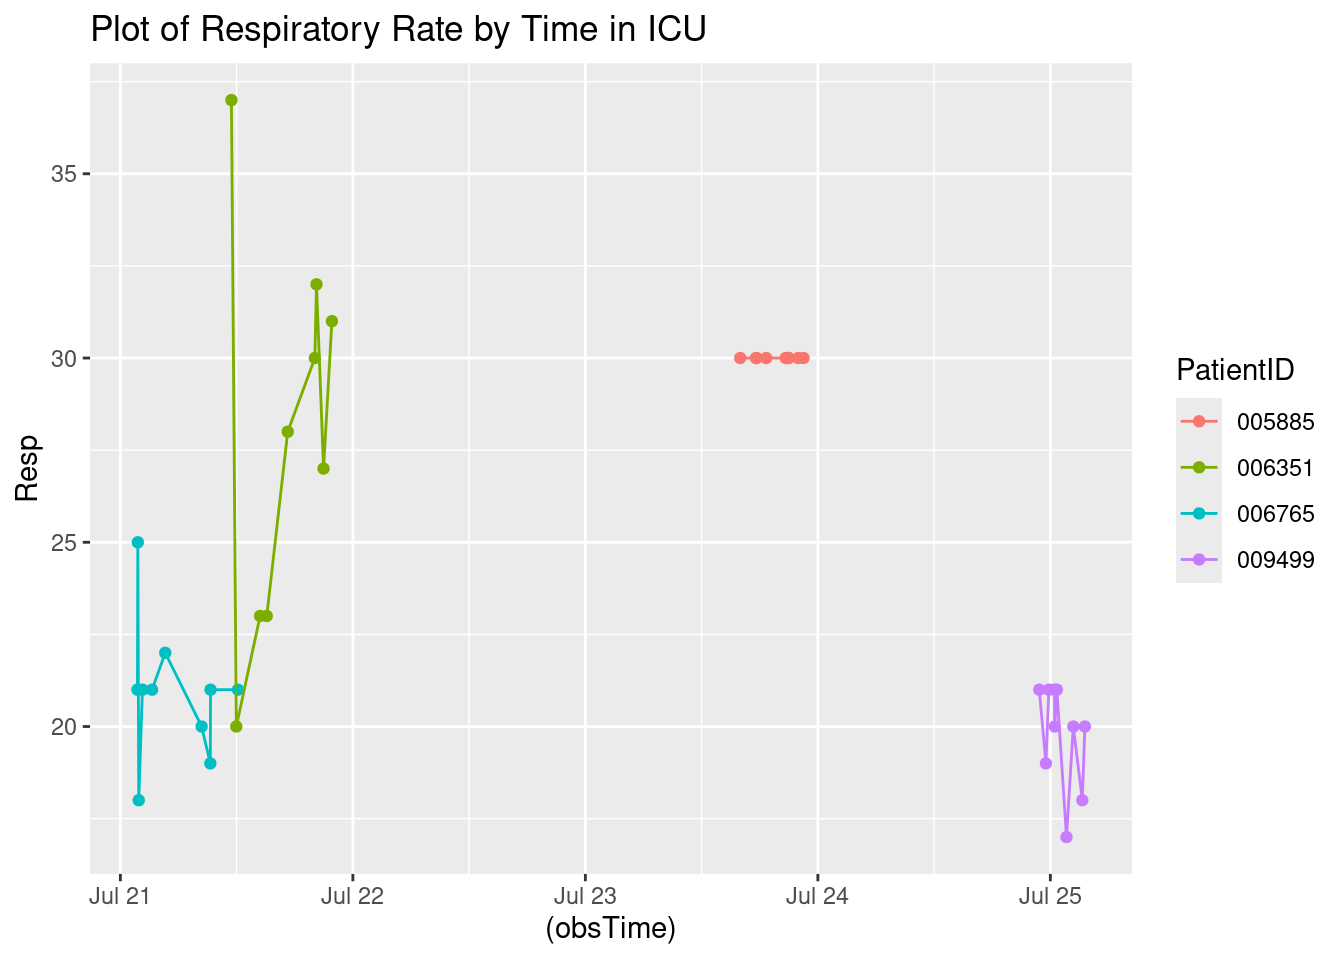 Plot of Respiratory Rate by Time in ICU
35
30
25
20
Resp
Jul 21 Jul 22 Jul 23 Jul 24 Jul 25
(obsTime)
PatientID
005885
006351
006765
009499